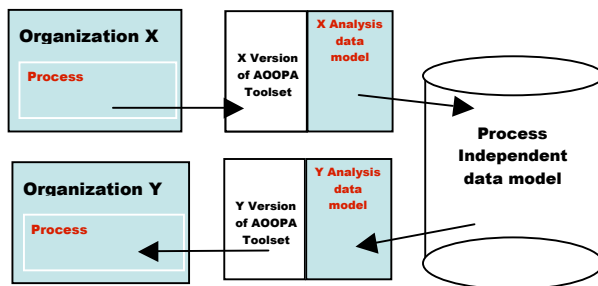 Organization X
Process
X Version
of AOOPA
Toolset
X Analysis
data
model
Process
Independent
data model
Organization Y
Process
Y Version
of AOOPA
Toolset
Y Analysis
data
model